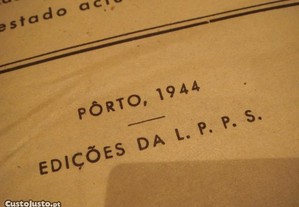 estado actu
PÔRTO, 1944
EDIÇÕES DA L. P. P. S.
CustoJusto.pt